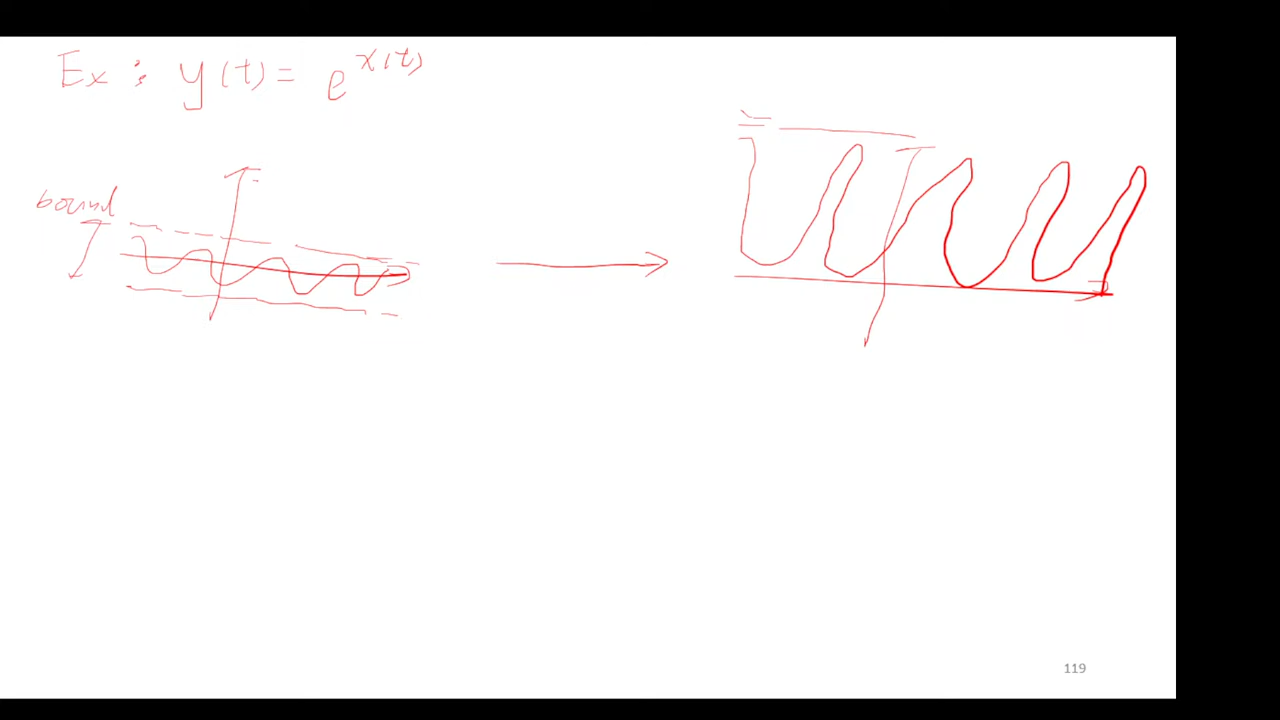 Ex : y(t) = e^x(t)
bound
119